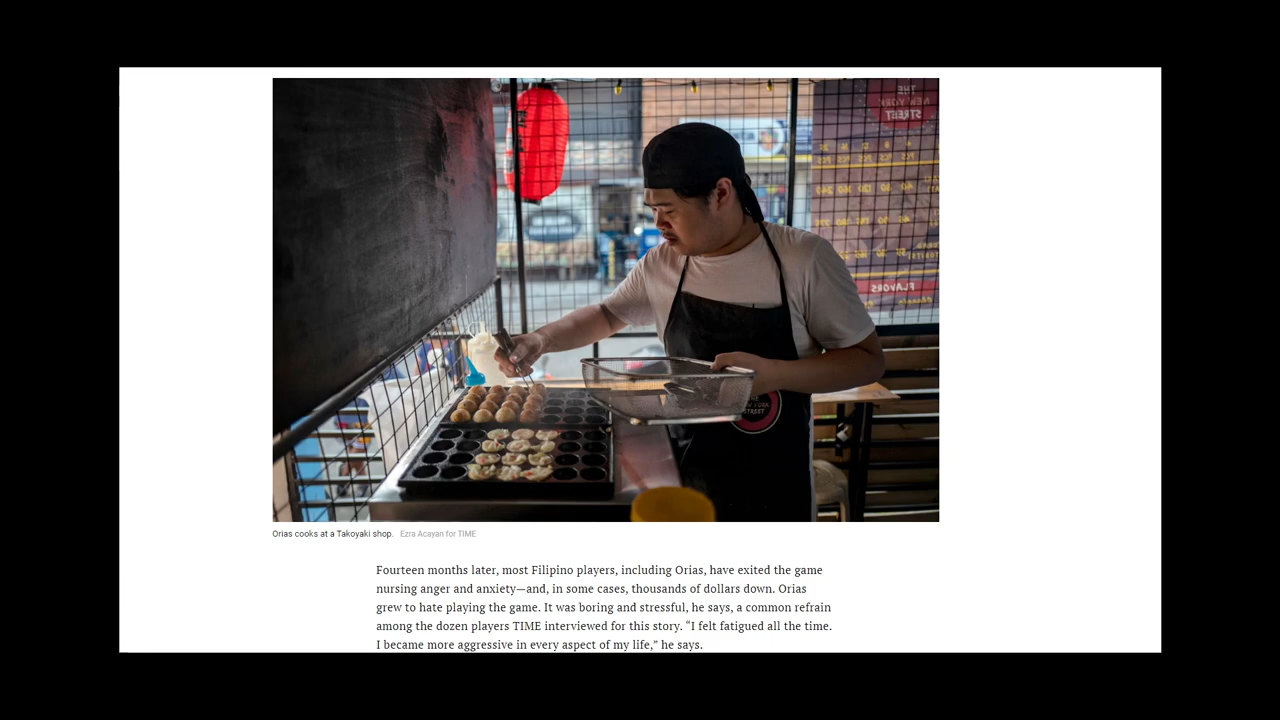 THE
NEW YORK
STREET
FLAVORS
NEW YORK
STREET
Orias cooks at a Takoyaki shop. Ezra Acayan for TIME
Fourteen months later, most Filipino players, including Orias, have exited the game
nursing anger and anxiety—and, in some cases, thousands of dollars down. Orias
grew to hate playing the game. It was boring and stressful, he says, a common refrain
among the dozen players TIME interviewed for this story. “I felt fatigued all the time.
I became more aggressive in every aspect of my life,” he says.